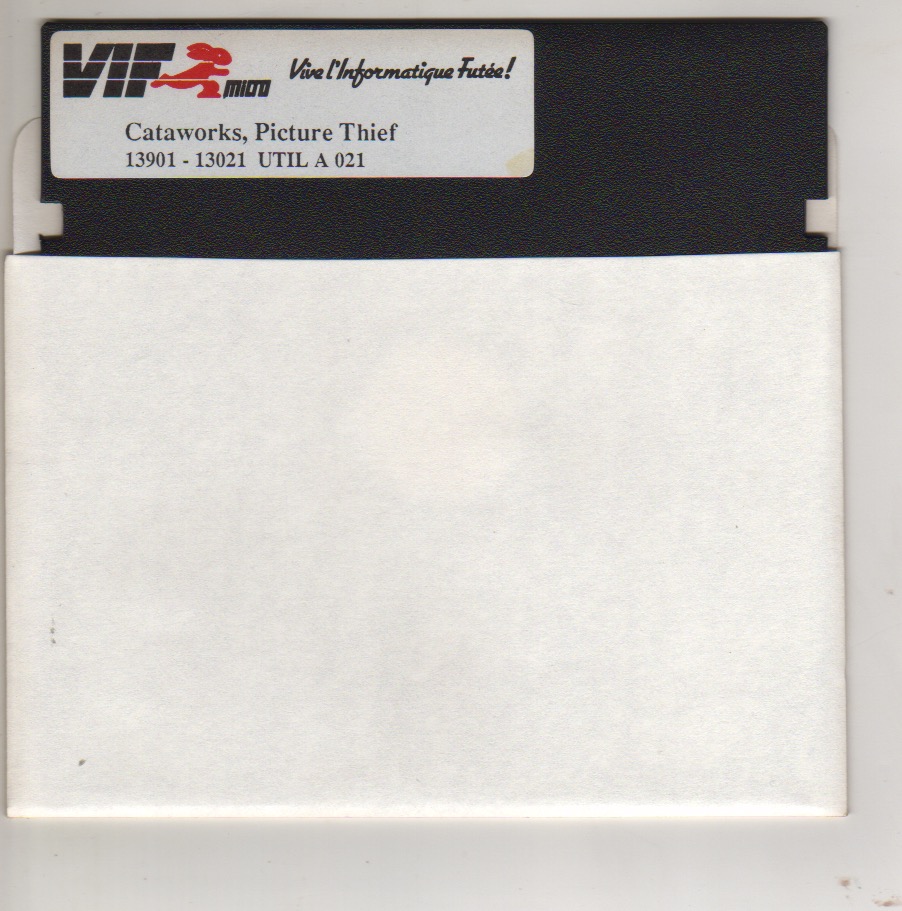 VIF micro Vive l'Informatique Futée!
Cataworks, Picture Thief
13901 - 13021 UTIL A 021